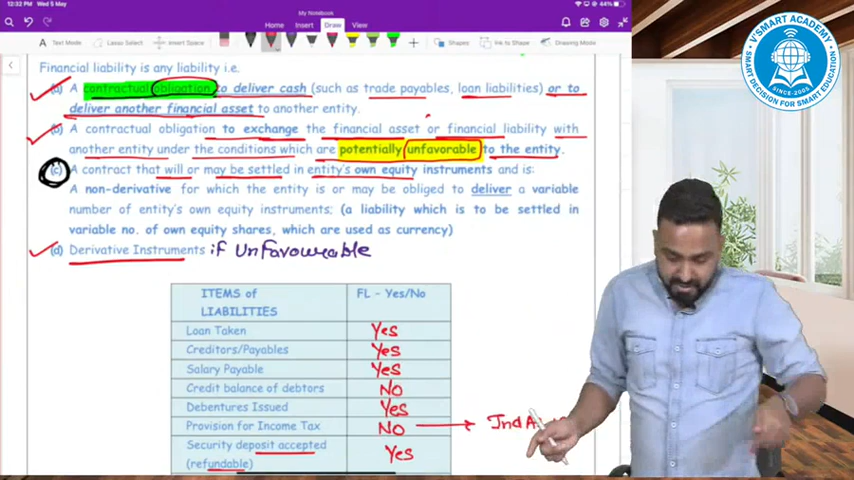 12:32 PM Wed 5 May
My Notebook
44%
Home Insert Draw View
Text Mode Lasso Select Insert Space Shapes Ink to Shape Drawing Mode
Financial liability is any liability i.e.
(a) A contractual obligation to deliver cash (such as trade payables, loan liabilities) or to
deliver another financial asset to another entity.
(b) A contractual obligation to exchange the financial asset or financial liability with
another entity under the conditions which are potentially unfavorable to the entity.
(c) A contract that will or may be settled in entity's own equity instruments and is:
A non-derivative for which the entity is or may be obliged to deliver a variable
number of entity's own equity instruments; (a liability which is to be settled in
variable no. of own equity shares, which are used as currency)
(d) Derivative Instruments if Unfavoureable
ITEMS of
LIABILITIES
FL - Yes/No
Loan Taken Yes
Creditors/Payables Yes
Salary Payable Yes
Credit balance of debtors NO
Debentures Issued Yes
Provision for Income Tax NO → Ind A
Security deposit accepted
(refundable) Yes
V'SMART ACADEMY
SINCE-2005
SMART DECISION FOR SMART EDUCATION